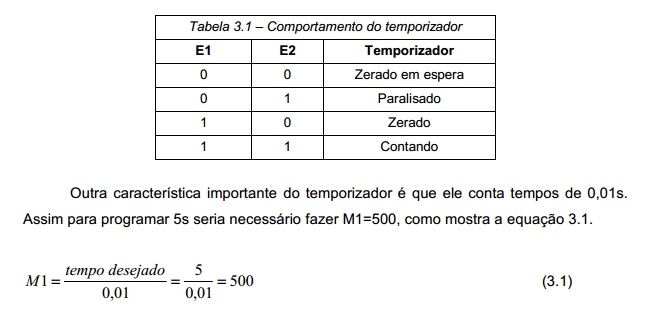 Tabela 3.1 – Comportamento do temporizador
E1 E2 Temporizador
0 0 Zerado em espera
0 1 Paralisado
1 0 Zerado
1 1 Contando
Outra característica importante do temporizador é que ele conta tempos de 0,01s.
Assim para programar 5s seria necessário fazer M1=500, como mostra a equação 3.1.
M1 = tempo desejado / 0,01 = 5 / 0,01 = 500 (3.1)